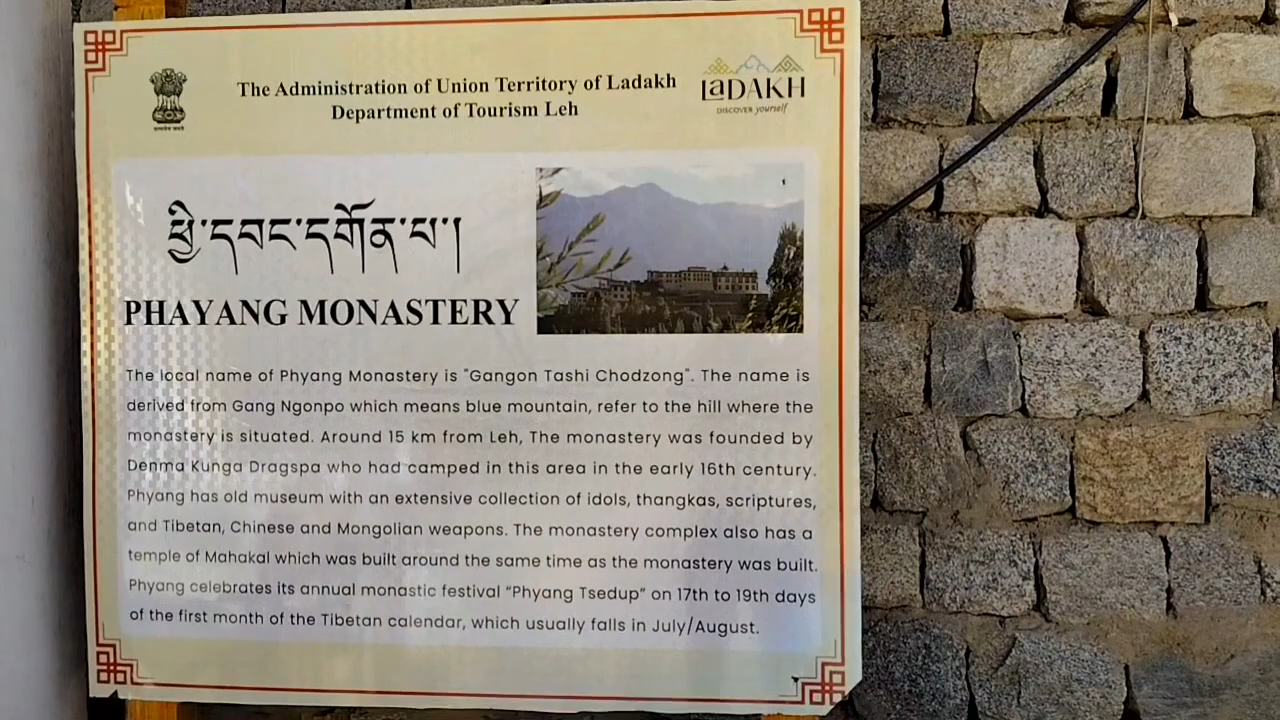 The Administration of Union Territory of Ladakh
Department of Tourism Leh
LaDAKH
DISCOVER yourself
सत्यमेव जयते
ཕྱི་དབང་དགོན་པ།
PHAYANG MONASTERY
The local name of Phyang Monastery is "Gangon Tashi Chodzong". The name is
derived from Gang Ngonpo which means blue mountain, refer to the hill where the
monastery is situated. Around 15 km from Leh, The monastery was founded by
Denma Kunga Dragspa who had camped in this area in the early 16th century.
Phyang has old museum with an extensive collection of idols, thangkas, scriptures,
and Tibetan, Chinese and Mongolian weapons. The monastery complex also has a
temple of Mahakal which was built around the same time as the monastery was built.
Phyang celebrates its annual monastic festival “Phyang Tsedup” on 17th to 19th days
of the first month of the Tibetan calendar, which usually falls in July/August.